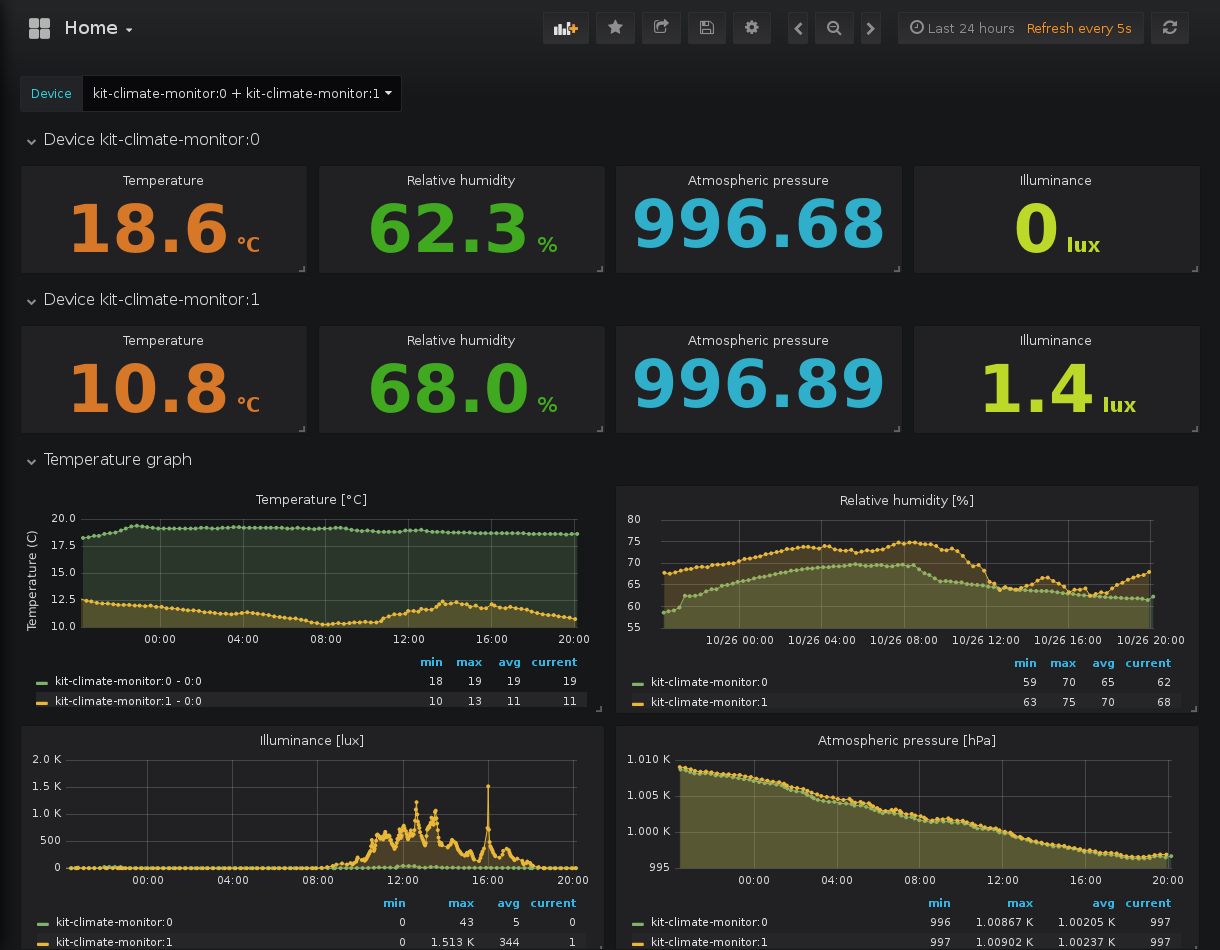 Home
Last 24 hours Refresh every 5s
Device kit-climate-monitor:0 + kit-climate-monitor:1
Device kit-climate-monitor:0
Temperature Relative humidity Atmospheric pressure Illuminance
18.6 °C 62.3 % 996.68 0 lux
Device kit-climate-monitor:1
Temperature Relative humidity Atmospheric pressure Illuminance
10.8 °C 68.0 % 996.89 1.4 lux
Temperature graph
Temperature [°C]
Temperature (C)
20.0
17.5
15.0
12.5
10.0
00:00 04:00 08:00 12:00 16:00 20:00
min max avg current
kit-climate-monitor:0 - 0:0 18 19 19 19
kit-climate-monitor:1 - 0:0 10 13 11 11
Relative humidity [%]
80
75
70
65
60
55
10/26 00:00 10/26 04:00 10/26 08:00 10/26 12:00 10/26 16:00 10/26 20:00
min max avg current
kit-climate-monitor:0 59 70 65 62
kit-climate-monitor:1 63 75 70 68
Illuminance [lux]
2.0 K
1.5 K
1.0 K
500
0
00:00 04:00 08:00 12:00 16:00 20:00
min max avg current
kit-climate-monitor:0 0 43 5 0
kit-climate-monitor:1 0 1.513 K 344 1
Atmospheric pressure [hPa]
1.010 K
1.005 K
1.000 K
995
00:00 04:00 08:00 12:00 16:00 20:00
min max avg current
kit-climate-monitor:0 996 1.00867 K 1.00205 K 997
kit-climate-monitor:1 997 1.00902 K 1.00237 K 997